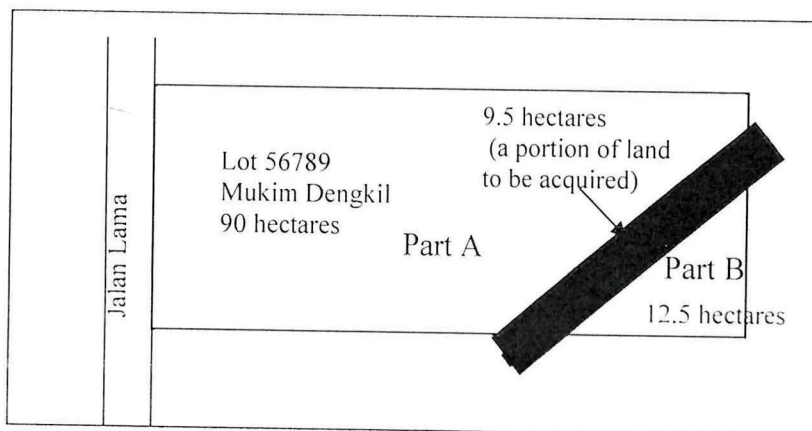 9.5 hectares
(a portion of land
to be acquired)
Lot 56789
Mukim Dengkil
90 hectares
Part A
Part B
12.5 hectares
Jalan Lama